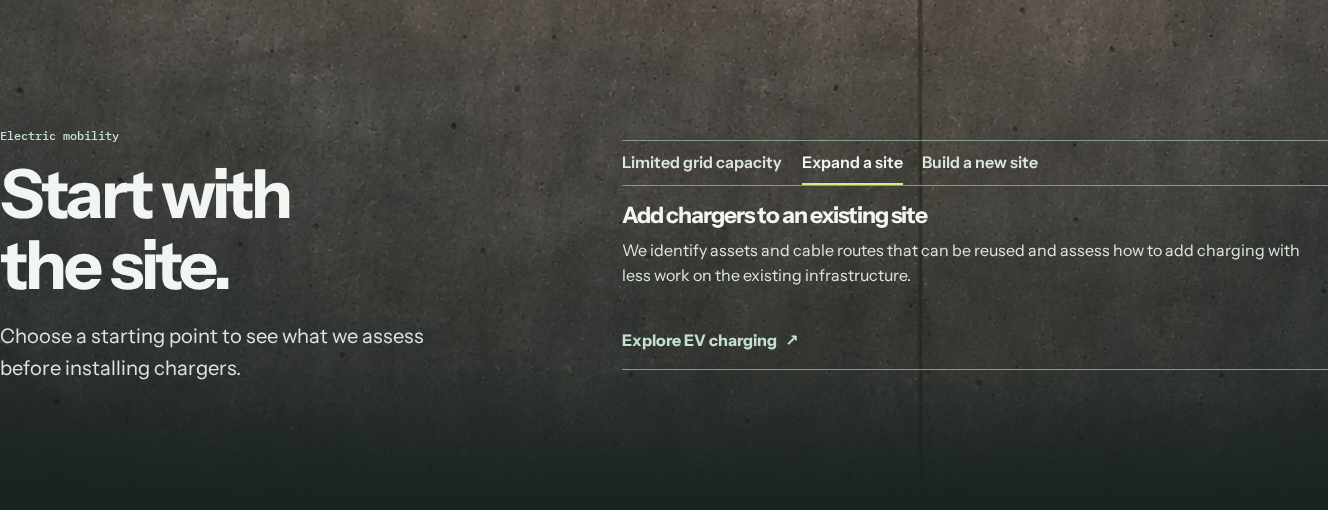 Electric mobility
Start with
the site.
Choose a starting point to see what we assess
before installing chargers.
Limited grid capacity Expand a site Build a new site
Add chargers to an existing site
We identify assets and cable routes that can be reused and assess how to add charging with
less work on the existing infrastructure.
Explore EV charging ↗